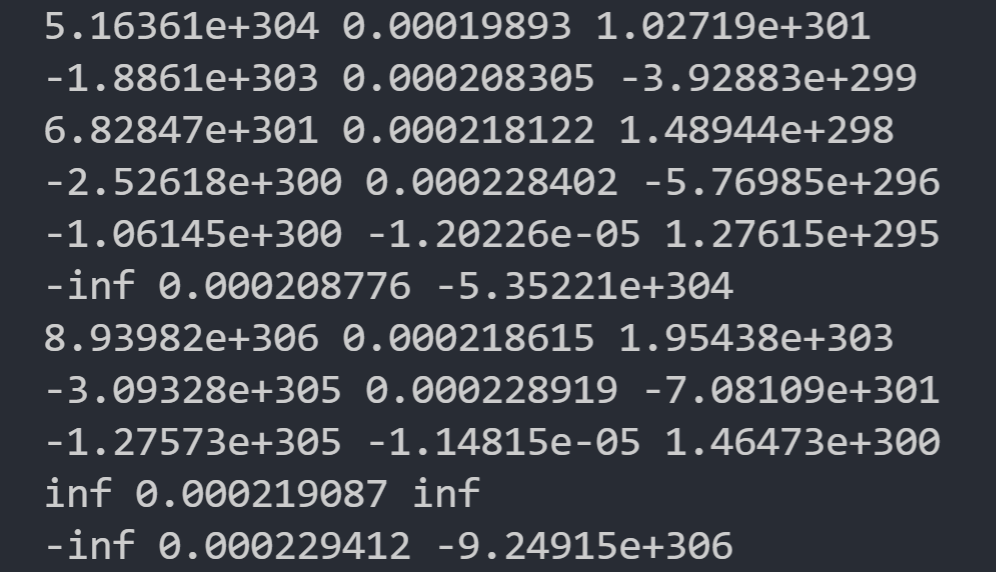 5.16361e+304 0.00019893 1.02719e+301
-1.8861e+303 0.000208305 -3.92883e+299
6.82847e+301 0.000218122 1.48944e+298
-2.52618e+300 0.000228402 -5.76985e+296
-1.06145e+300 -1.20226e-05 1.27615e+295
-inf 0.000208776 -5.35221e+304
8.93982e+306 0.000218615 1.95438e+303
-3.09328e+305 0.000228919 -7.08109e+301
-1.27573e+305 -1.14815e-05 1.46473e+300
inf 0.000219087 inf
-inf 0.000229412 -9.24915e+306